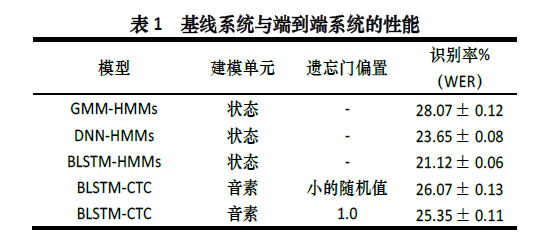 表 1 基线系统与端到端系统的性能
模型 建模单元 遗忘门偏置 识别率% (WER)
GMM-HMMs 状态 - 28.07± 0.12
DNN-HMMs 状态 - 23.65± 0.08
BLSTM-HMMs 状态 - 21.12± 0.06
BLSTM-CTC 音素 小的随机值 26.07± 0.13
BLSTM-CTC 音素 1.0 25.35± 0.11